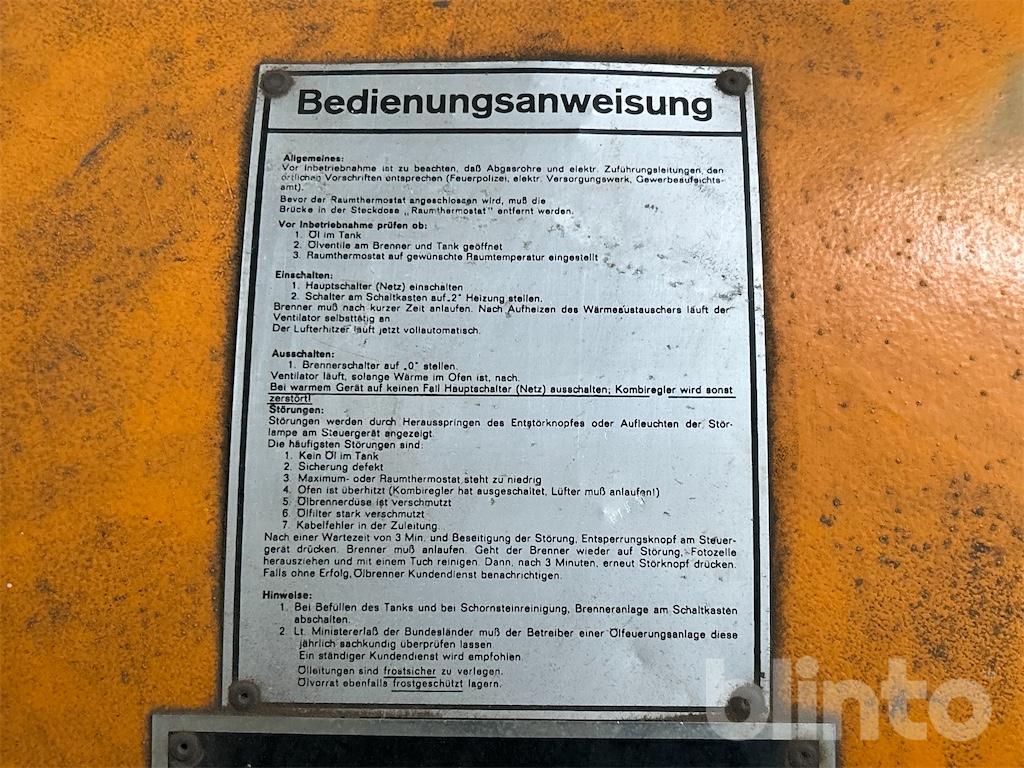 Bedienungsanweisung
Allgemeines:
Vor Inbetriebnahme ist zu beachten, daß Abgasrohre und elektr. Zuführungsleitungen den
örtlichen Vorschriften entsprechen (Feuerpolizei, elektr. Versorgungswerk, Gewerbeaufsichts-
amt).
Bevor der Raumthermostat angeschlossen wird, muß die
Brücke in der Steckdose „Raumthermostat" entfernt werden.
Vor Inbetriebnahme prüfen ob:
1. Öl im Tank
2. Ölventile am Brenner und Tank geöffnet
3. Raumthermostat auf gewünschte Raumtemperatur eingestellt
Einschalten:
1. Hauptschalter (Netz) einschalten
2. Schalter am Schaltkasten auf „2" Heizung stellen.
Brenner muß nach kurzer Zeit anlaufen. Nach Aufheizen des Wärmeaustauschers läuft der
Ventilator selbsttätig an.
Der Lufterhitzer läuft jetzt vollautomatisch.
Ausschalten:
1. Brennerschalter auf „0" stellen.
Ventilator läuft, solange Wärme im Ofen ist, nach.
Bei warmem Gerät auf keinen Fall Hauptschalter (Netz) ausschalten; Kombiregler wird sonst
zerstört!
Störungen:
Störungen werden durch Herausspringen des Entstörknopfes oder Aufleuchten der Stör-
lampe am Steuergerät angezeigt.
Die häufigsten Störungen sind:
1. Kein Öl im Tank
2. Sicherung defekt
3. Maximum- oder Raumthermostat steht zu niedrig
4. Ofen ist überhitzt (Kombiregler hat ausgeschaltet, Lüfter muß anlaufen!)
5. Ölbrennerdüse ist verschmutzt
6. Ölfilter stark verschmutzt
7. Kabelfehler in der Zuleitung.
Nach einer Wartezeit von 3 Min. und Beseitigung der Störung, Entsperrungsknopf am Steuer-
gerät drücken. Brenner muß anlaufen. Geht der Brenner wieder auf Störung, Fotozelle
herausziehen und mit einem Tuch reinigen. Dann, nach 3 Minuten, erneut Störknopf drücken.
Falls ohne Erfolg, Ölbrenner Kundendienst benachrichtigen.
Hinweise:
1. Bei Befüllen des Tanks und bei Schornsteinreinigung, Brenneranlage am Schaltkasten
abschalten.
2. Lt. Ministererlaß der Bundesländer muß der Betreiber einer Ölfeuerungsanlage diese
jährlich sachkundig überprüfen lassen.
Ein ständiger Kundendienst wird empfohlen.
Ölleitungen sind frostsicher zu verlegen.
Ölvorrat ebenfalls frostgeschützt lagern.
blinto